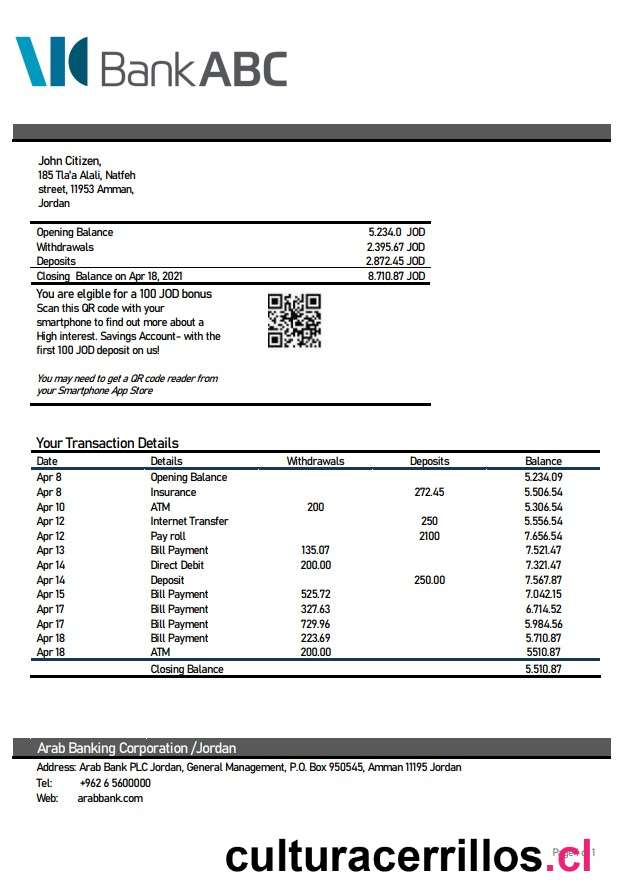 Bank ABC
John Citizen,
185 Tla'a Alali, Natfeh
street, 11953 Amman,
Jordan
Opening Balance 5.234.0 JOD
Withdrawals 2.395.67 JOD
Deposits 2.872.45 JOD
Closing Balance on Apr 18, 2021 8.710.87 JOD
You are elgible for a 100 JOD bonus
Scan this QR code with your
smartphone to find out more about a
High interest. Savings Account- with the
first 100 JOD deposit on us!
You may need to get a QR code reader from
your Smartphone App Store
Your Transaction Details
Date Details Withdrawals Deposits Balance
Apr 8 Opening Balance 5.234.09
Apr 8 Insurance 272.45 5.506.54
Apr 10 ATM 200 5.306.54
Apr 12 Internet Transfer 250 5.556.54
Apr 12 Pay roll 2100 7.656.54
Apr 13 Bill Payment 135.07 7.521.47
Apr 14 Direct Debit 200.00 7.321.47
Apr 14 Deposit 250.00 7.567.87
Apr 15 Bill Payment 525.72 7.042.15
Apr 17 Bill Payment 327.63 6.714.52
Apr 17 Bill Payment 729.96 5.984.56
Apr 18 Bill Payment 223.69 5.710.87
Apr 18 ATM 200.00 5510.87
Closing Balance 5.510.87
Arab Banking Corporation /Jordan
Address: Arab Bank PLC Jordan, General Management, P.O. Box 950545, Amman 11195 Jordan
Tel: +962 6 5600000
Web: arabbank.com
culturacerrillos.cl